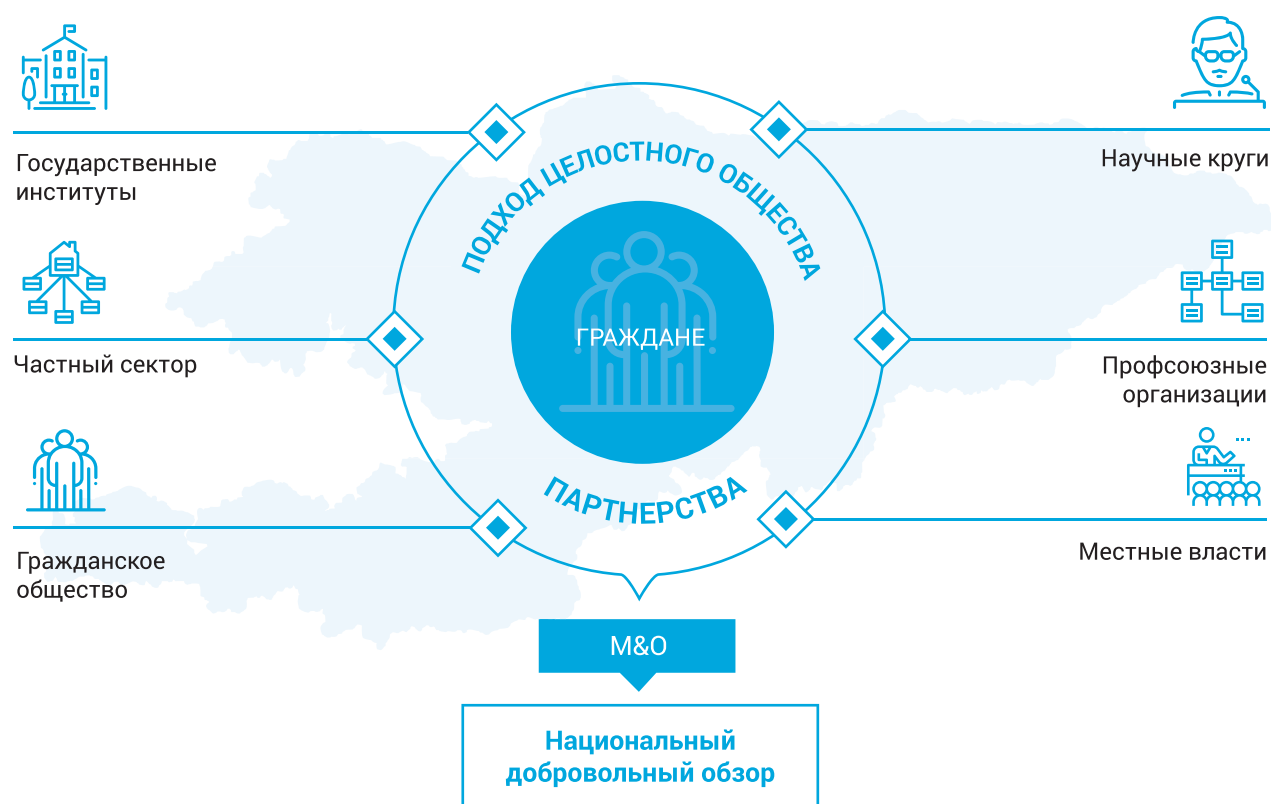 Государственные
институты
Научные круги
ПОДХОД ЦЕЛОСТНОГО ОБЩЕСТВА
ГРАЖДАНЕ
Частный сектор
Профсоюзные
организации
ПАРТНЕРСТВА
Гражданское
общество
Местные власти
М&О
Национальный
добровольный обзор